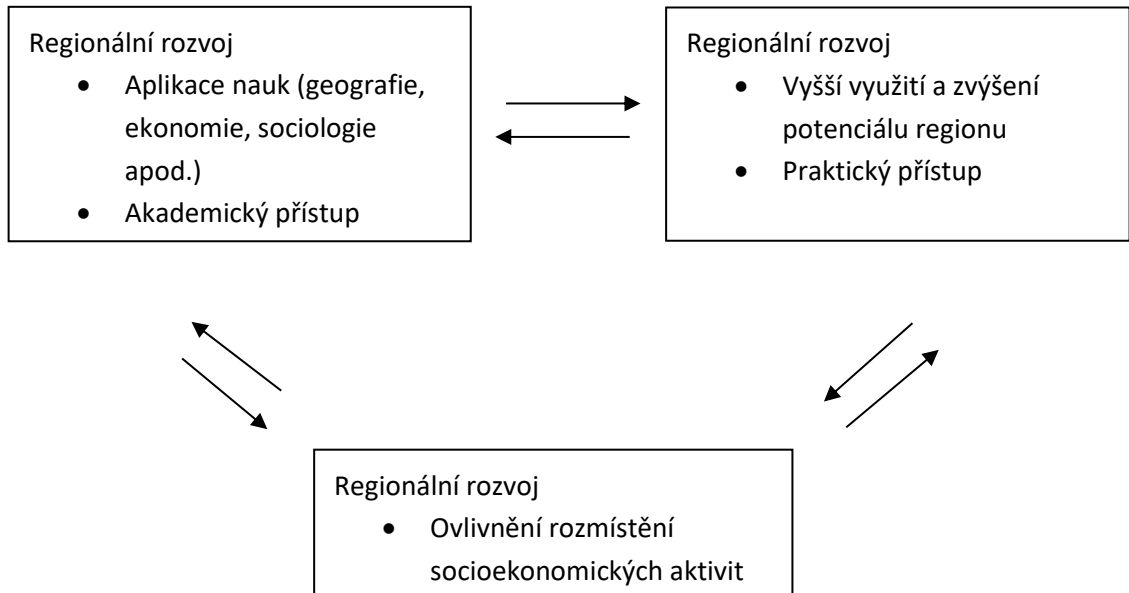 Regionální rozvoj
• Aplikace nauk (geografie,
ekonomie, sociologie
apod.)
• Akademický přístup
Regionální rozvoj
• Vyšší využití a zvýšení
potenciálu regionu
• Praktický přístup
Regionální rozvoj
• Ovlivnění rozmístění
socioekonomických aktivit